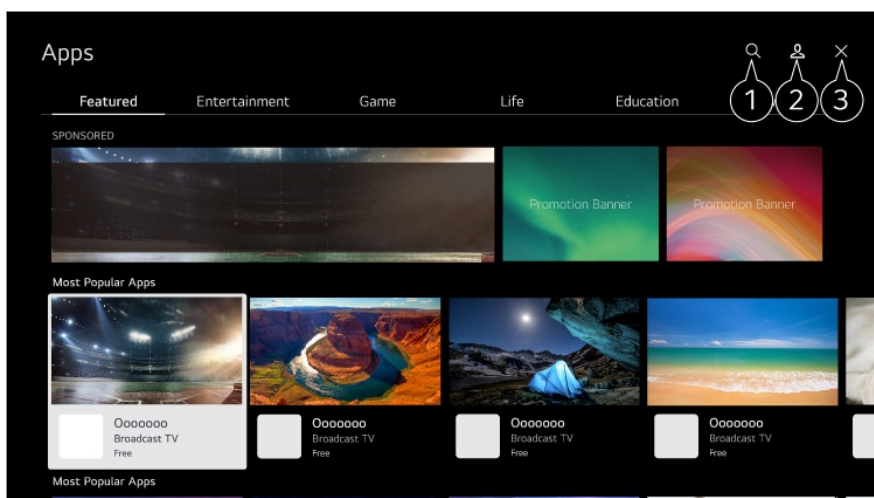 Apps
1 2 3
Featured Entertainment Game Life Education
SPONSORED
Promotion Banner Promotion Banner
Most Popular Apps
Ooooooo Ooooooo Ooooooo Ooooooo
Broadcast TV Broadcast TV Broadcast TV Broadcast TV
Free Free Free Free
Most Popular Apps